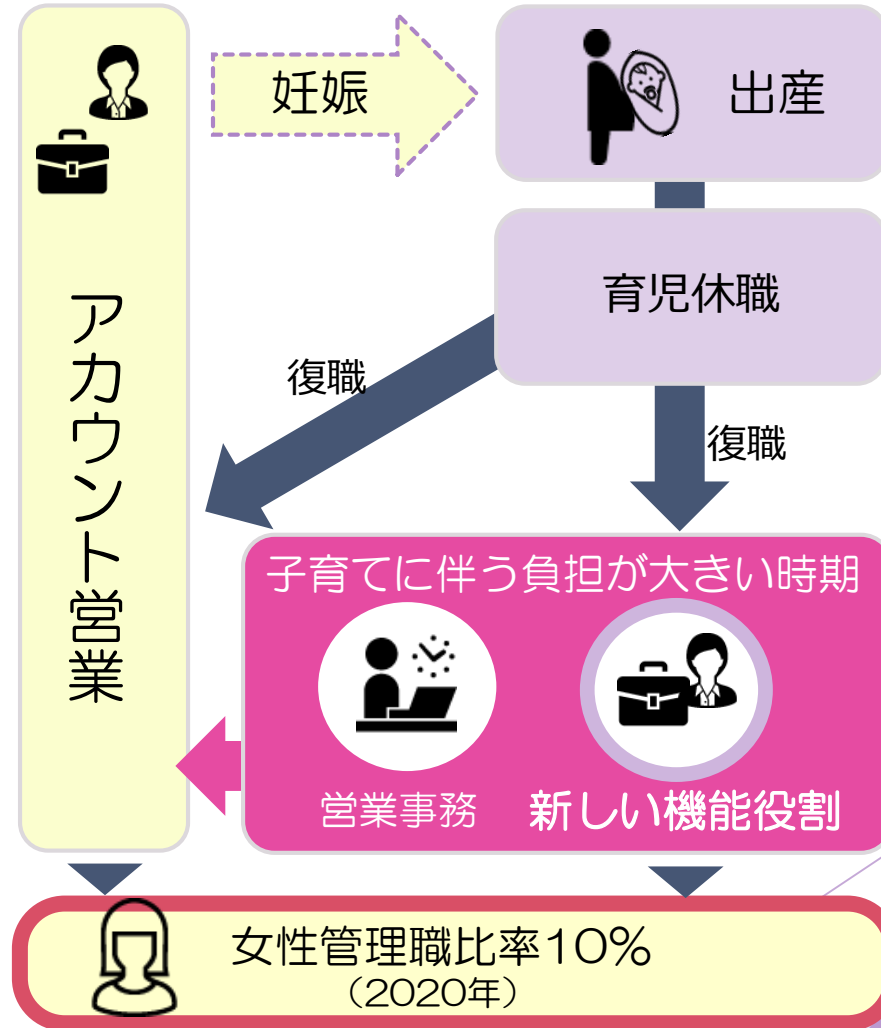 妊娠
出産
アカウント営業
育児休職
復職
復職
子育てに伴う負担が大きい時期
営業事務
新しい機能役割
女性管理職比率10%
(2020年)